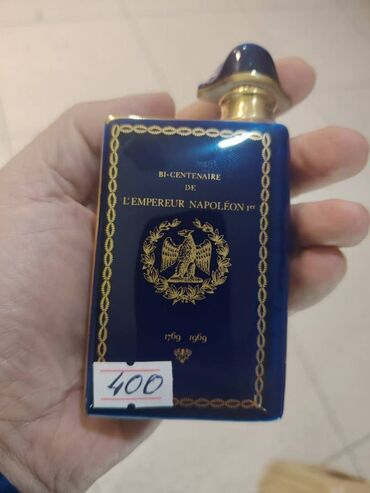 BI-CENTENAIRE
DE
L'EMPEREUR NAPOLÉON 1er
1769 1969
400